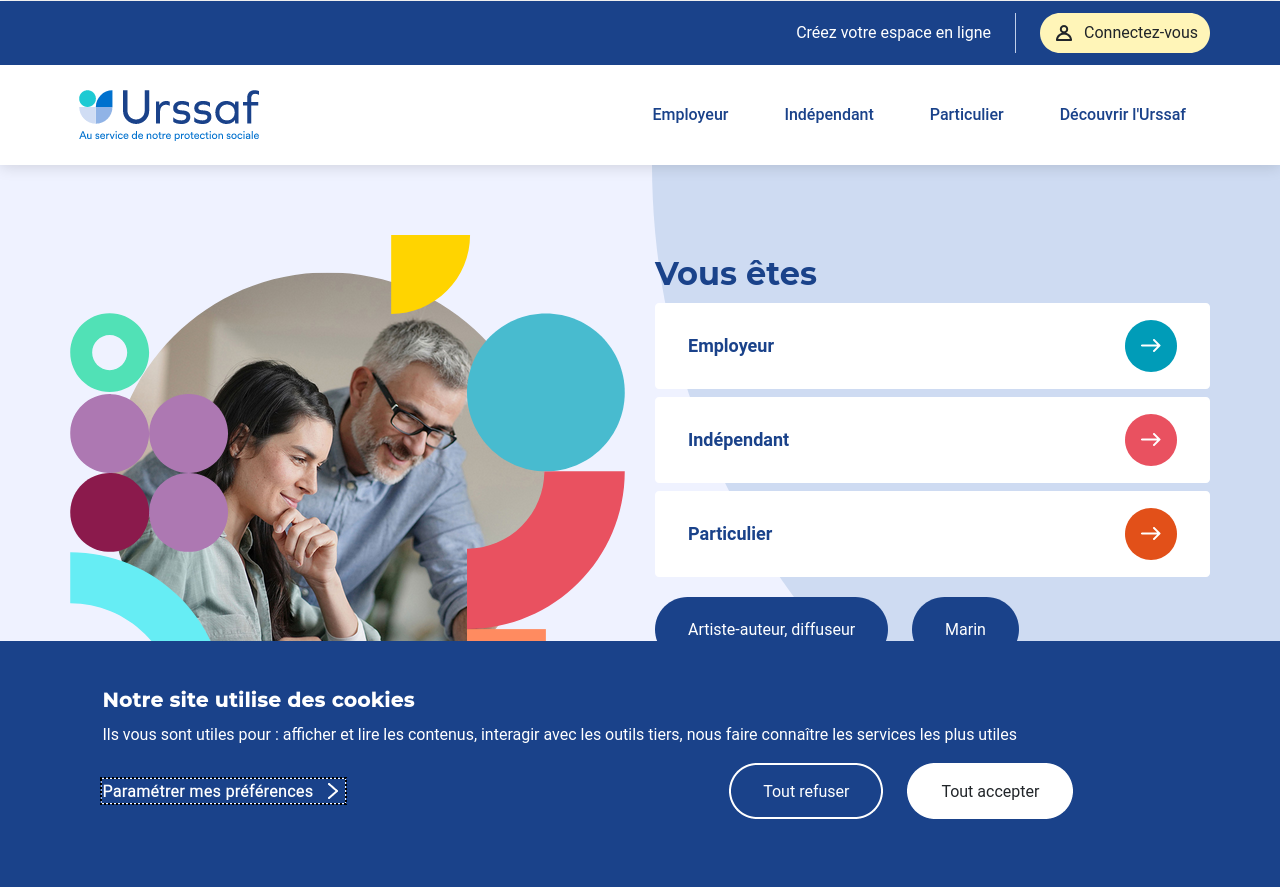 Créez votre espace en ligne
Connectez-vous
Urssaf
Au service de notre protection sociale
Employeur
Indépendant
Particulier
Découvrir l'Urssaf
Vous êtes
Employeur
Indépendant
Particulier
Artiste-auteur, diffuseur
Marin
Notre site utilise des cookies
Ils vous sont utiles pour : afficher et lire les contenus, interagir avec les outils tiers, nous faire connaître les services les plus utiles
Paramétrer mes préférences
Tout refuser
Tout accepter